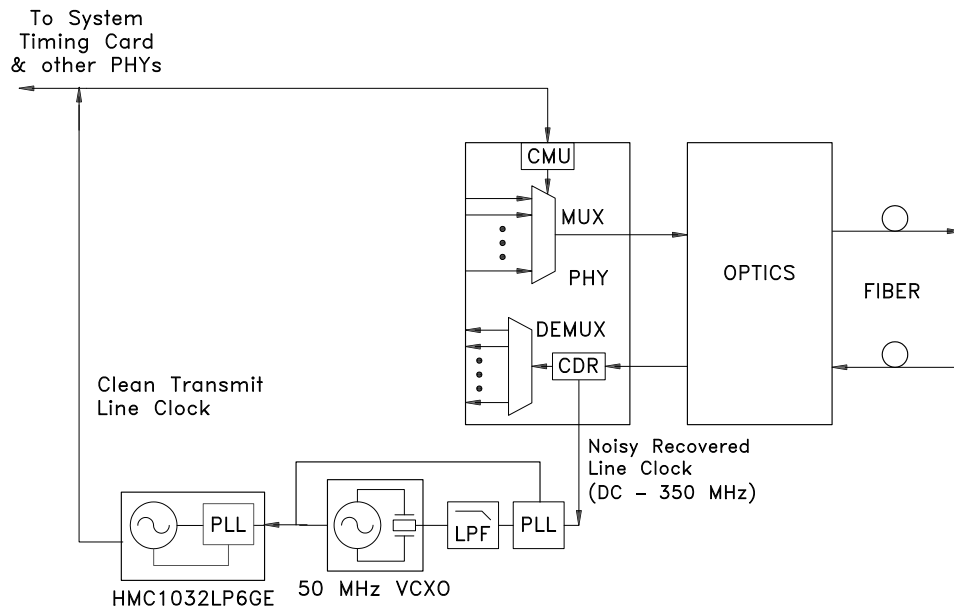 To System
Timing Card
& other PHYs
CMU
MUX
PHY
OPTICS
FIBER
DEMUX
CDR
Clean Transmit
Line Clock
Noisy Recovered
Line Clock
(DC - 350 MHz)
PLL
LPF
PLL
HMC1032LP6GE
50 MHz VCXO